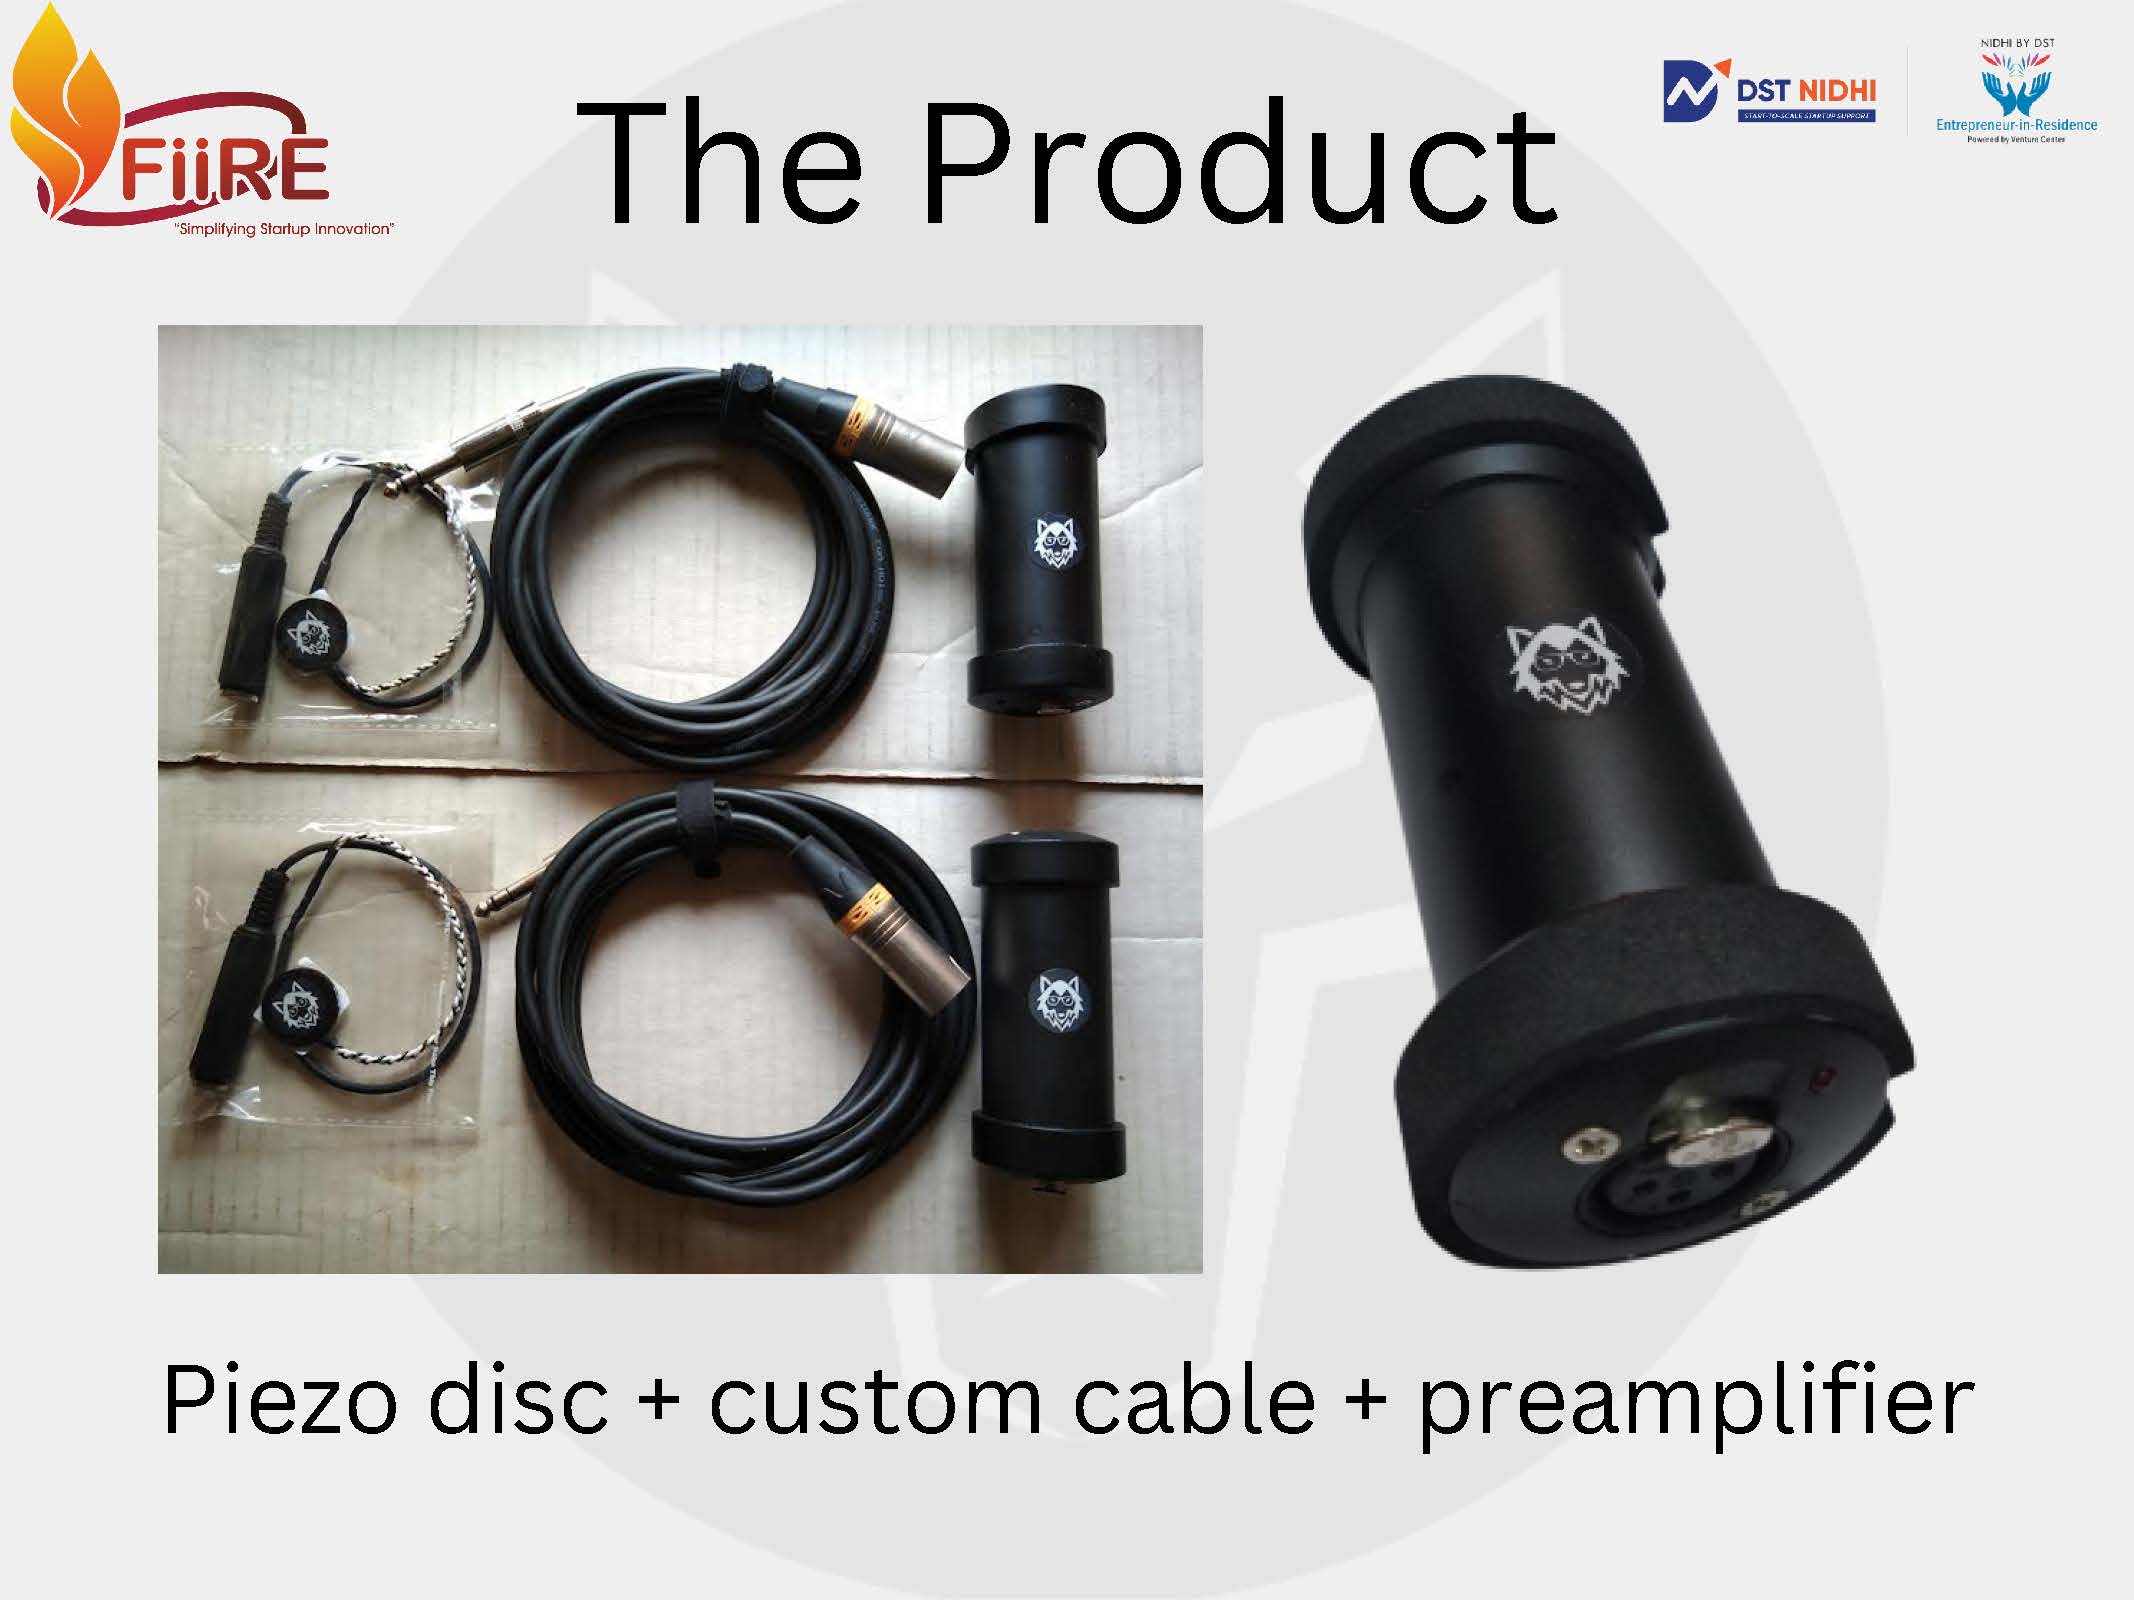 FiiRE
"Simplifying Startup Innovation"
The Product
DST NIDHI
START-TO-SCALE STARTUP SUPPORT
NIDHI BY DST
Entrepreneur-in-Residence
Powered by Venture Center
Piezo disc + custom cable + preamplifier